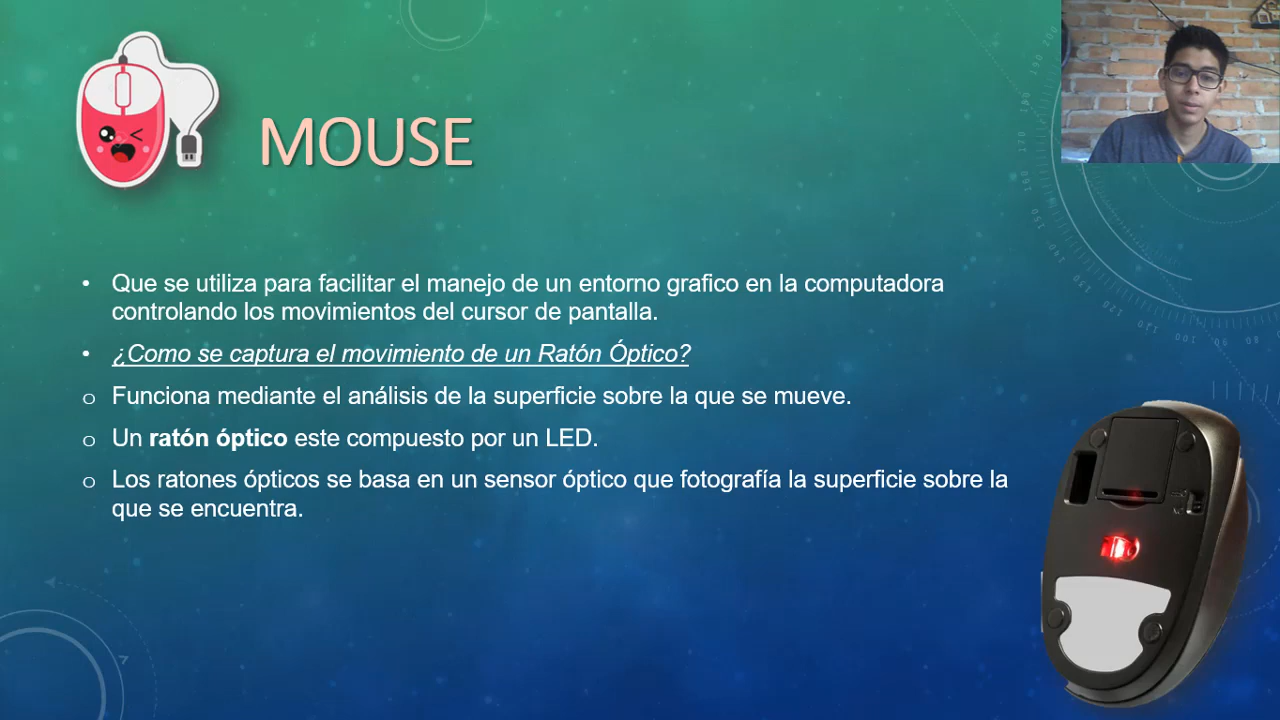 MOUSE
• Que se utiliza para facilitar el manejo de un entorno grafico en la computadora
controlando los movimientos del cursor de pantalla.
• ¿Como se captura el movimiento de un Ratón Óptico?
o Funciona mediante el análisis de la superficie sobre la que se mueve.
o Un ratón óptico este compuesto por un LED.
o Los ratones ópticos se basa en un sensor óptico que fotografía la superficie sobre la
que se encuentra.